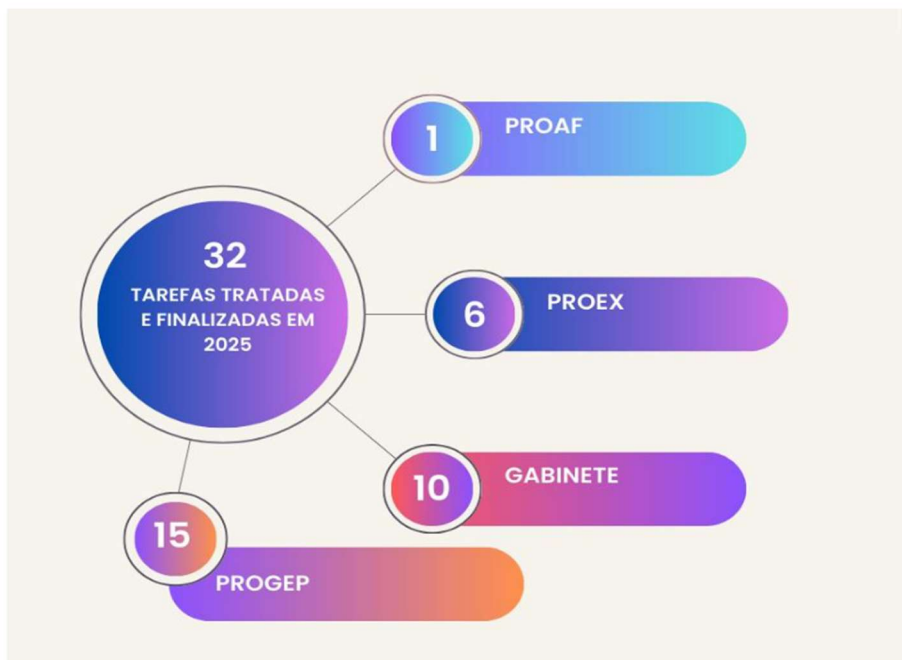 32
TAREFAS TRATADAS
E FINALIZADAS EM
2025
1
PROAF
6
PROEX
10
GABINETE
15
PROGEP